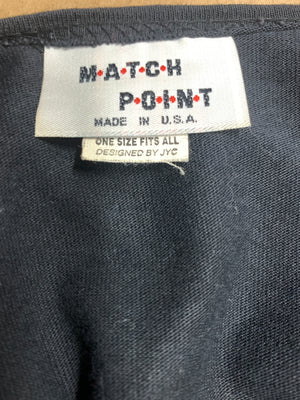 M·A·T·C·H
P·O·I·N·T
MADE IN U.S.A.
ONE SIZE FITS ALL
DESIGNED BY JYC